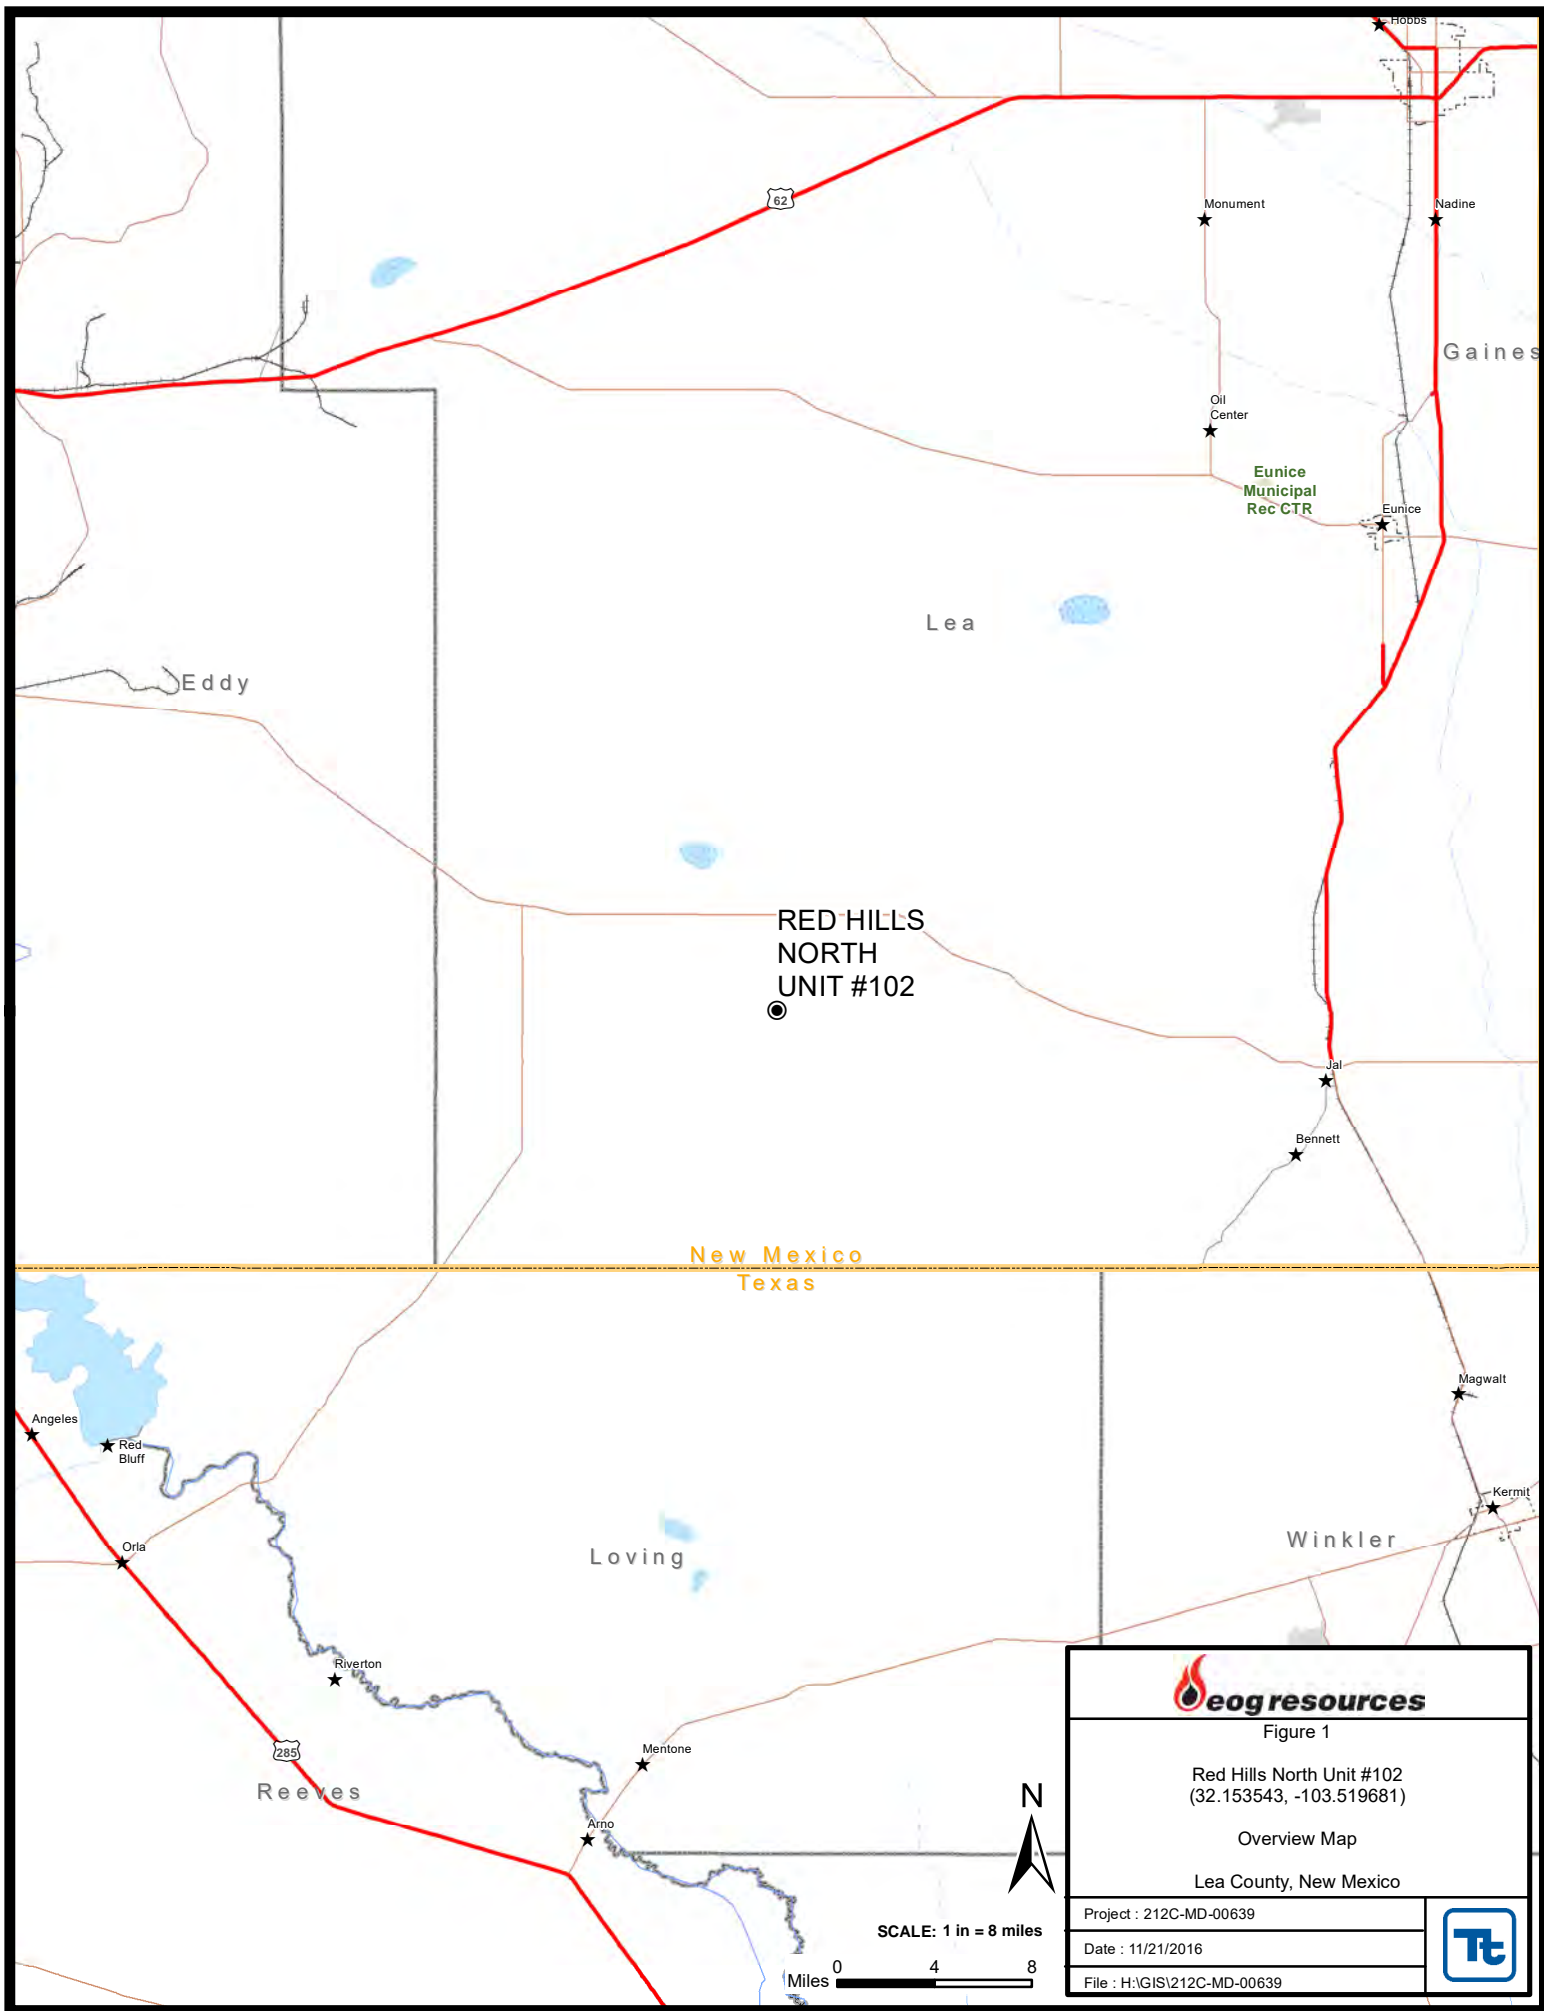 Hobbs
62
Monument
Nadine
Gaines
Oil
Center
Eunice
Municipal
Rec CTR
Eunice
Lea
Eddy
RED HILLS
NORTH
UNIT #102
Jal
Bennett
New Mexico
Texas
Magwalt
Angeles
Red
Bluff
Kermit
Orla
Winkler
Loving
Riverton
285
Mentone
Reeves
Arno
N
SCALE: 1 in = 8 miles
0 4 8
Miles
eog resources
Figure 1
Red Hills North Unit #102
(32.153543, -103.519681)
Overview Map
Lea County, New Mexico
Project : 212C-MD-00639
Date : 11/21/2016
File : H:\GIS\212C-MD-00639
Tt